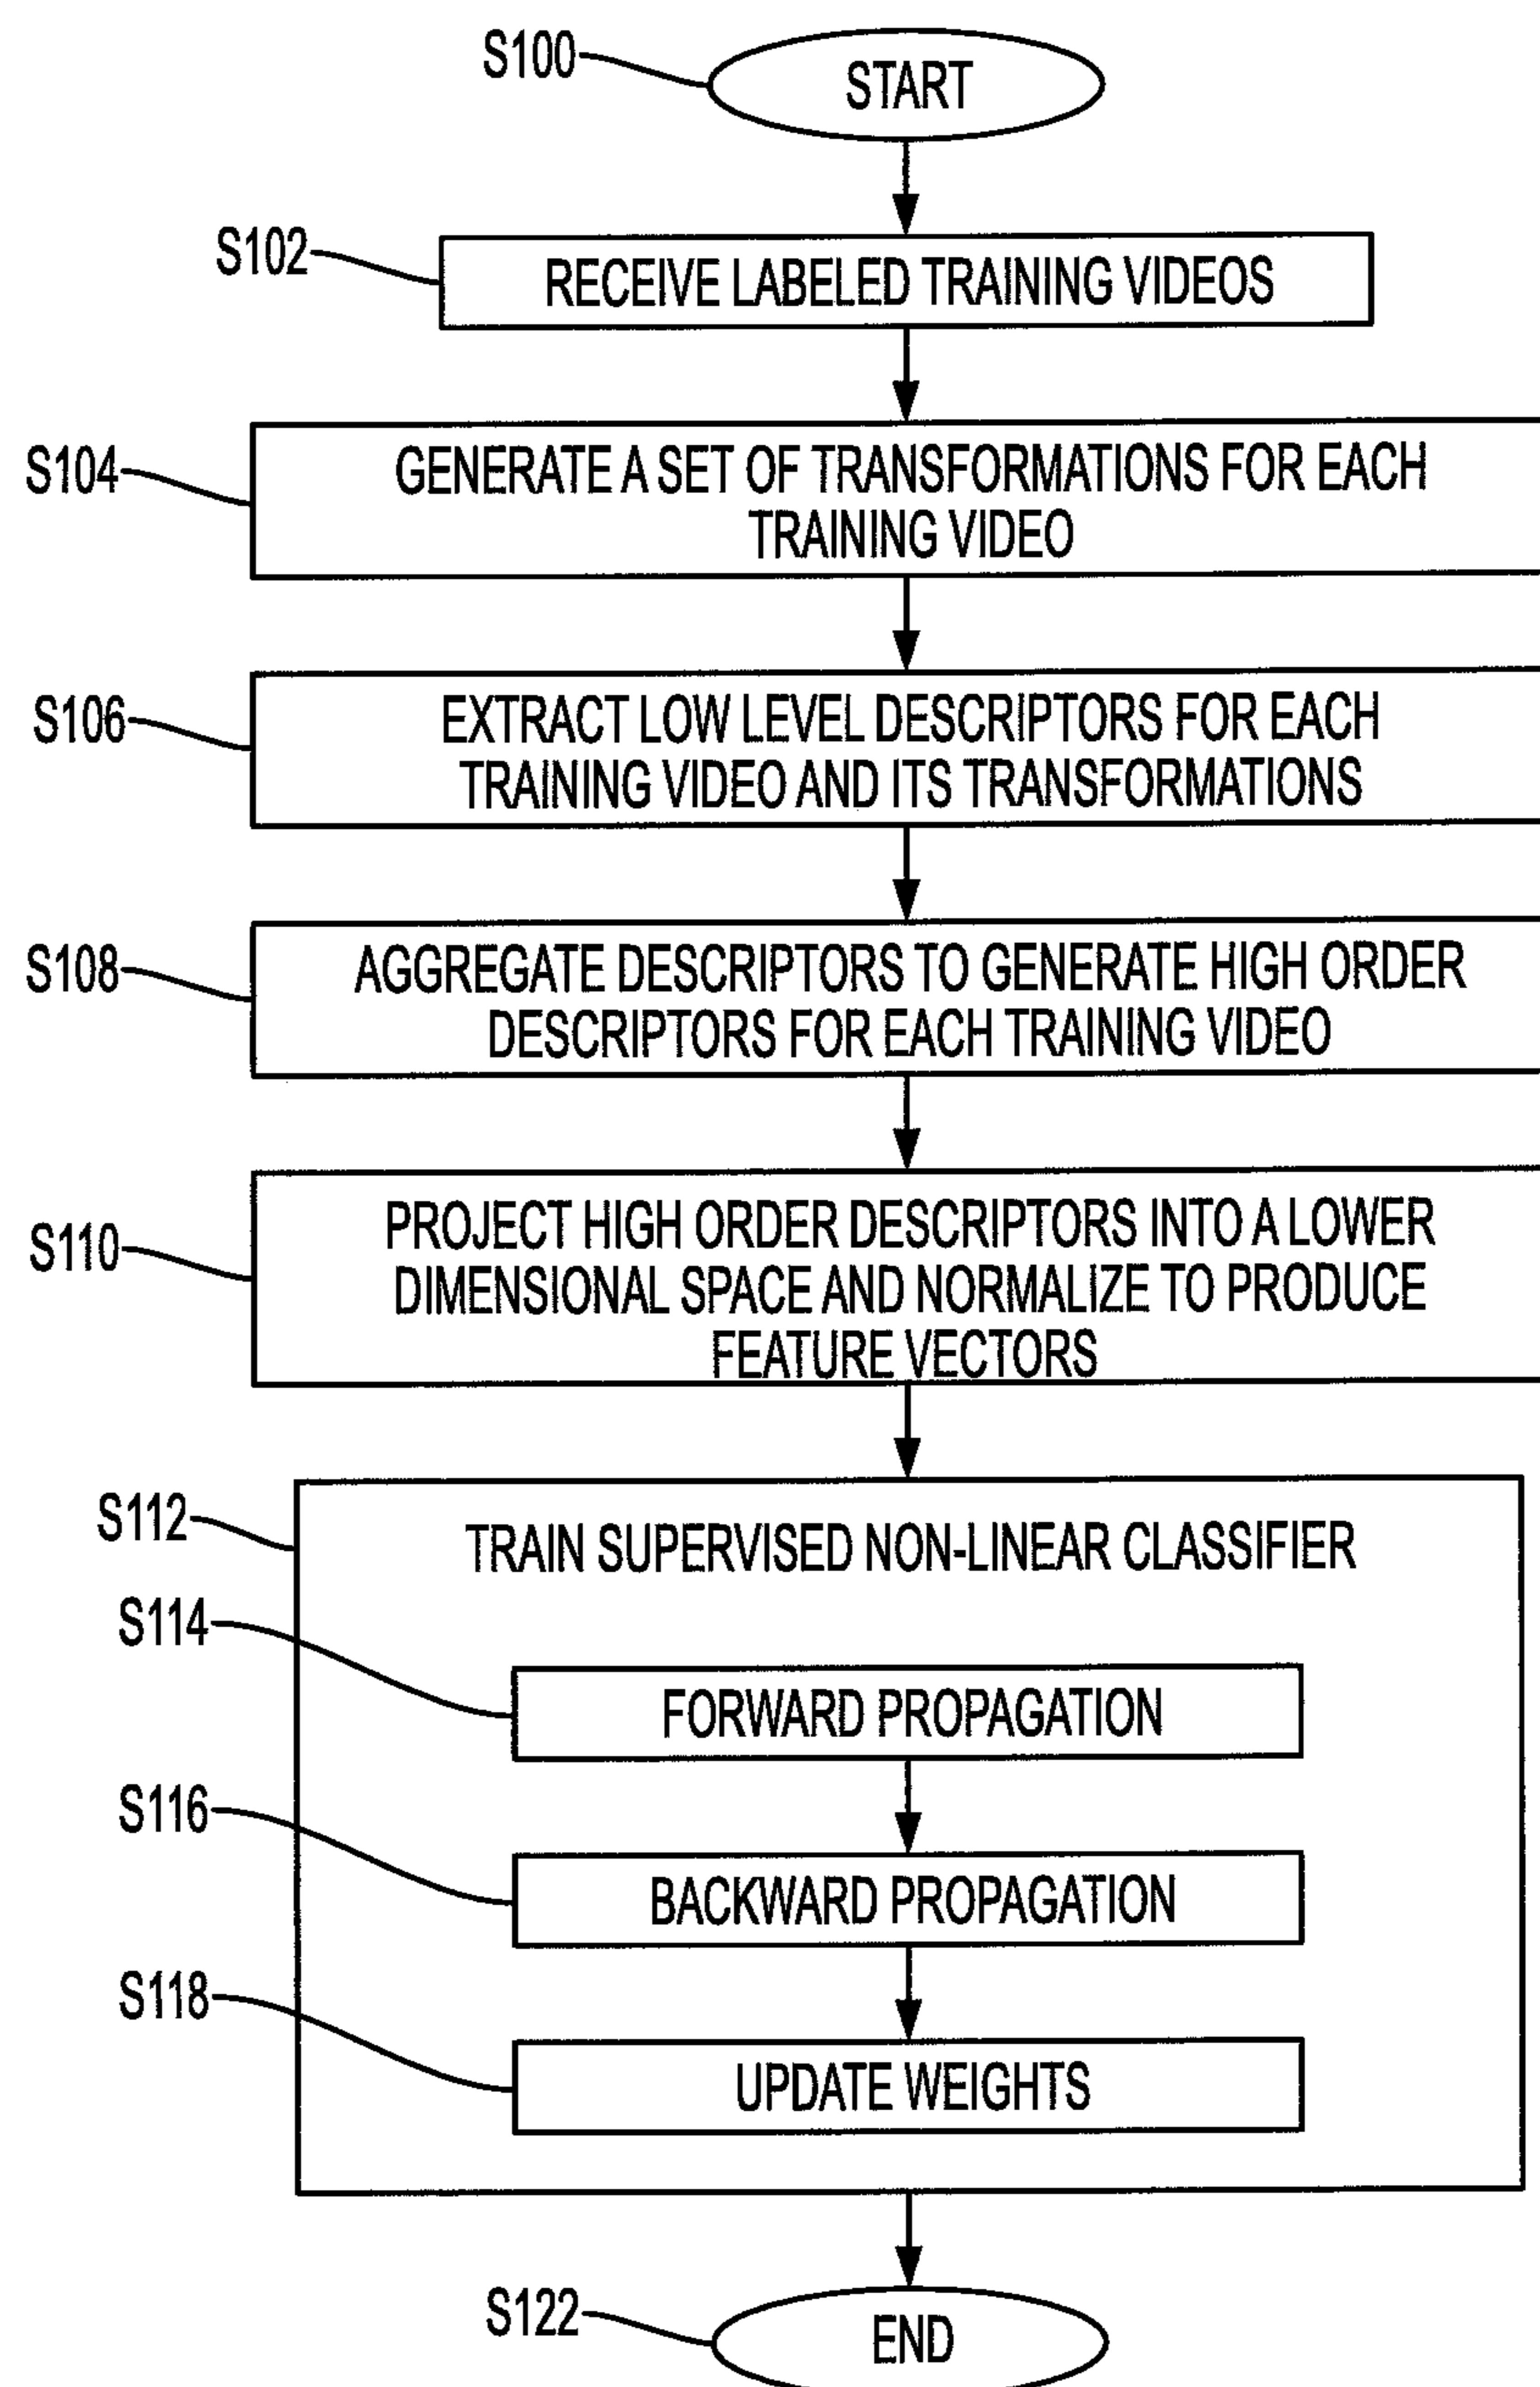 S100
START
S102
RECEIVE LABELED TRAINING VIDEOS
S104
GENERATE A SET OF TRANSFORMATIONS FOR EACH
TRAINING VIDEO
S106
EXTRACT LOW LEVEL DESCRIPTORS FOR EACH
TRAINING VIDEO AND ITS TRANSFORMATIONS
S108
AGGREGATE DESCRIPTORS TO GENERATE HIGH ORDER
DESCRIPTORS FOR EACH TRAINING VIDEO
S110
PROJECT HIGH ORDER DESCRIPTORS INTO A LOWER
DIMENSIONAL SPACE AND NORMALIZE TO PRODUCE
FEATURE VECTORS
S112
TRAIN SUPERVISED NON-LINEAR CLASSIFIER
S114
FORWARD PROPAGATION
S116
BACKWARD PROPAGATION
S118
UPDATE WEIGHTS
S122
END